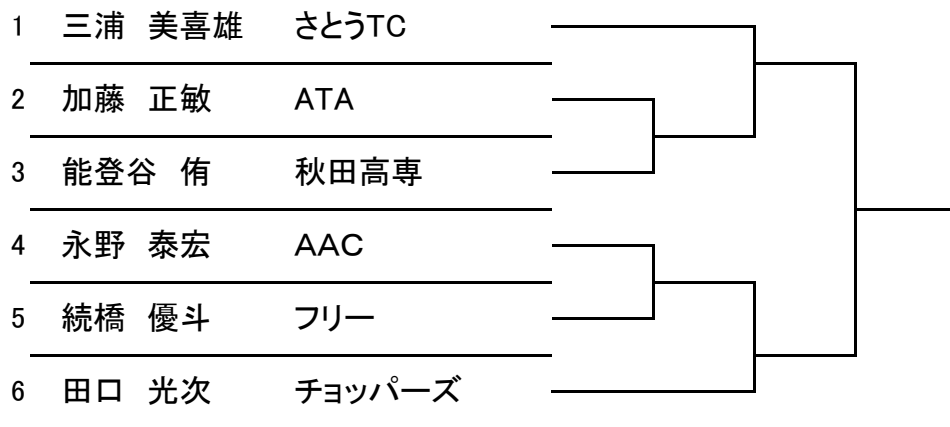 1 三浦 美喜雄 さとうTC
2 加藤 正敏 ATA
3 能登谷 侑 秋田高専
4 永野 泰宏 AAC
5 続橋 優斗 フリー
6 田口 光次 チョッパーズ